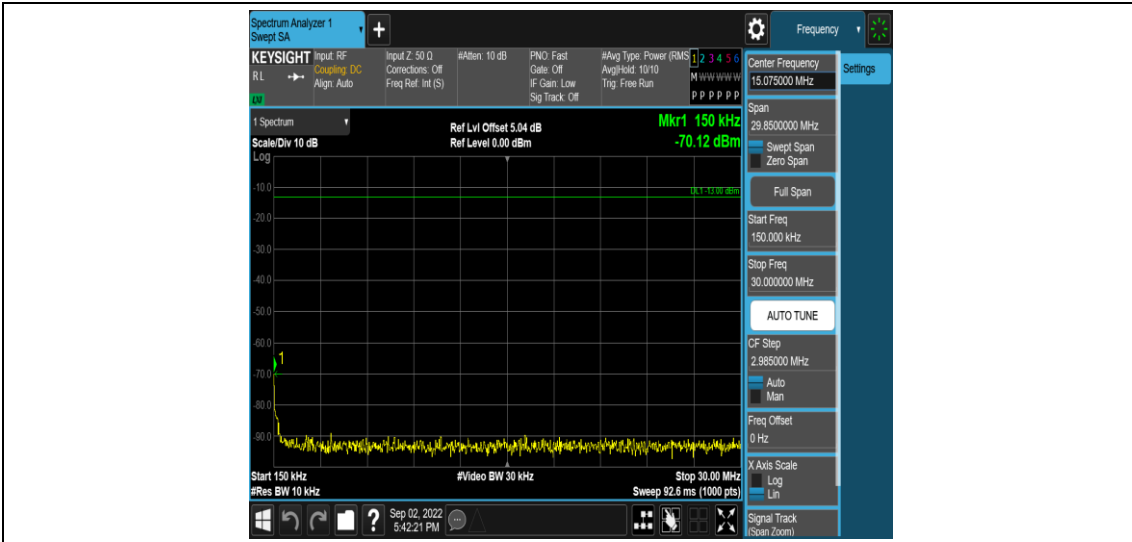 Spectrum Analyzer 1
Swept SA
+
Frequency
KEYSIGHT
RL
LXI
Input: RF
Coupling: DC
Align: Auto
Input Z: 50 Ω
Corrections: Off
Freq Ref: Int (S)
#Atten: 10 dB
PNO: Fast
Gate: Off
IF Gain: Low
Sig Track: Off
#Avg Type: Power (RMS
Avg|Hold: 10/10
Trig: Free Run
1 2 3 4 5 6
M W W W W W
P P P P P P
1 Spectrum
Scale/Div 10 dB
Log
Ref Lvl Offset 5.04 dB
Ref Level 0.00 dBm
Mkr1 150 kHz
-70.12 dBm
DL1 -13.00 dBm
-10.0
-20.0
-30.0
-40.0
-50.0
-60.0
-70.0
-80.0
-90.0
1
Start 150 kHz
#Res BW 10 kHz
#Video BW 30 kHz
Stop 30.00 MHz
Sweep 92.6 ms (1000 pts)
Center Frequency
15.075000 MHz
Settings
Span
29.8500000 MHz
Swept Span
Zero Span
Full Span
Start Freq
150.000 kHz
Stop Freq
30.000000 MHz
AUTO TUNE
CF Step
2.985000 MHz
Auto
Man
Freq Offset
0 Hz
X Axis Scale
Log
Lin
Signal Track
(Span Zoom)
?
Sep 02, 2022
5:42:21 PM